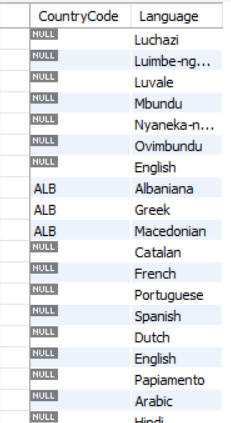 CountryCode Language
NULL Luchazi
NULL Luimbe-ng...
NULL Luvale
NULL Mbundu
NULL Nyaneka-n...
NULL Ovimbundu
NULL English
ALB Albaniana
ALB Greek
ALB Macedonian
NULL Catalan
NULL French
NULL Portuguese
NULL Spanish
NULL Dutch
NULL English
NULL Papiamento
NULL Arabic
NULL Hindi